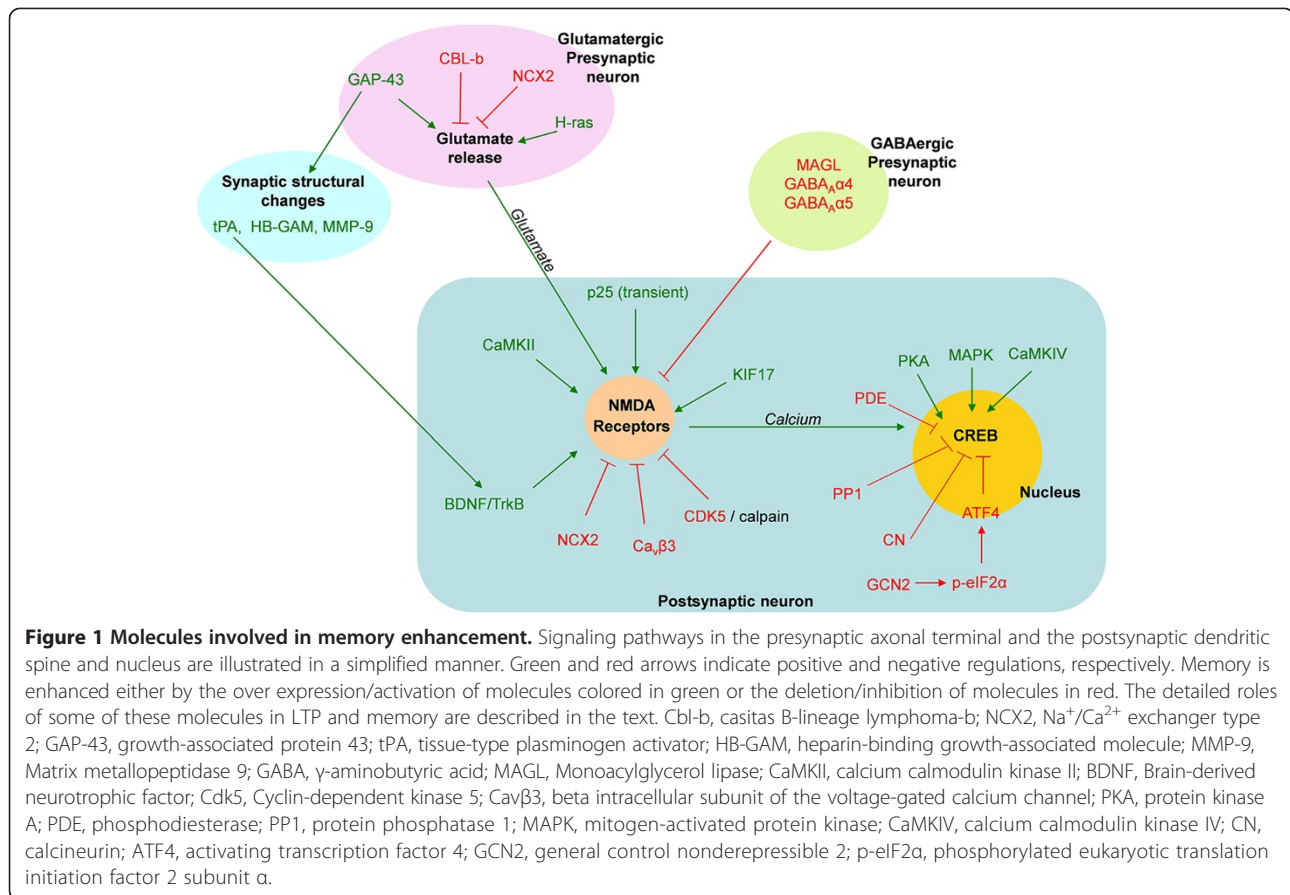 Glutamatergic
Presynaptic
neuron
CBL-b
NCX2
GAP-43
H-ras
Glutamate
release
GABAergic
Presynaptic
neuron
MAGL
GABAAα4
GABAAα5
Synaptic structural
changes
tPA, HB-GAM, MMP-9
Glutamate
p25 (transient)
CaMKII
KIF17
NMDA
Receptors
Calcium
PKA
MAPK
CaMKIV
PDE
CREB
Nucleus
PP1
ATF4
CN
GCN2
p-eIF2α
BDNF/TrkB
NCX2
Cavβ3
CDK5 / calpain
Postsynaptic neuron
Figure 1 Molecules involved in memory enhancement. Signaling pathways in the presynaptic axonal terminal and the postsynaptic dendritic
spine and nucleus are illustrated in a simplified manner. Green and red arrows indicate positive and negative regulations, respectively. Memory is
enhanced either by the over expression/activation of molecules colored in green or the deletion/inhibition of molecules in red. The detailed roles
of some of these molecules in LTP and memory are described in the text. Cbl-b, casitas B-lineage lymphoma-b; NCX2, Na+/Ca2+ exchanger type
2; GAP-43, growth-associated protein 43; tPA, tissue-type plasminogen activator; HB-GAM, heparin-binding growth-associated molecule; MMP-9,
Matrix metallopeptidase 9; GABA, γ-aminobutyric acid; MAGL, Monoacylglycerol lipase; CaMKII, calcium calmodulin kinase II; BDNF, Brain-derived
neurotrophic factor; Cdk5, Cyclin-dependent kinase 5; Cavβ3, beta intracellular subunit of the voltage-gated calcium channel; PKA, protein kinase
A; PDE, phosphodiesterase; PP1, protein phosphatase 1; MAPK, mitogen-activated protein kinase; CaMKIV, calcium calmodulin kinase IV; CN,
calcineurin; ATF4, activating transcription factor 4; GCN2, general control nonderepressible 2; p-eIF2α, phosphorylated eukaryotic translation
initiation factor 2 subunit α.